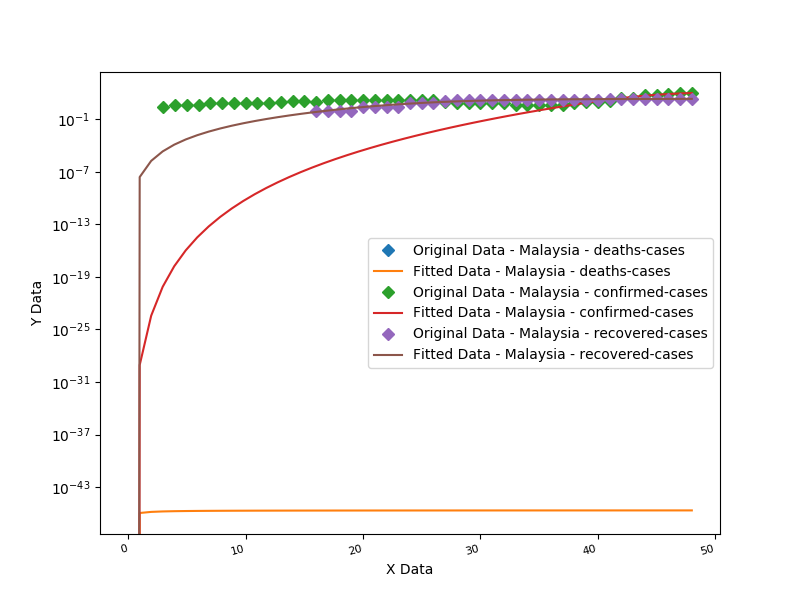 10⁻¹
10⁻⁷
10⁻¹³
10⁻¹⁹
10⁻²⁵
10⁻³¹
10⁻³⁷
10⁻⁴³
Y Data
Original Data - Malaysia - deaths-cases
Fitted Data - Malaysia - deaths-cases
Original Data - Malaysia - confirmed-cases
Fitted Data - Malaysia - confirmed-cases
Original Data - Malaysia - recovered-cases
Fitted Data - Malaysia - recovered-cases
0 10 20 30 40 50
X Data